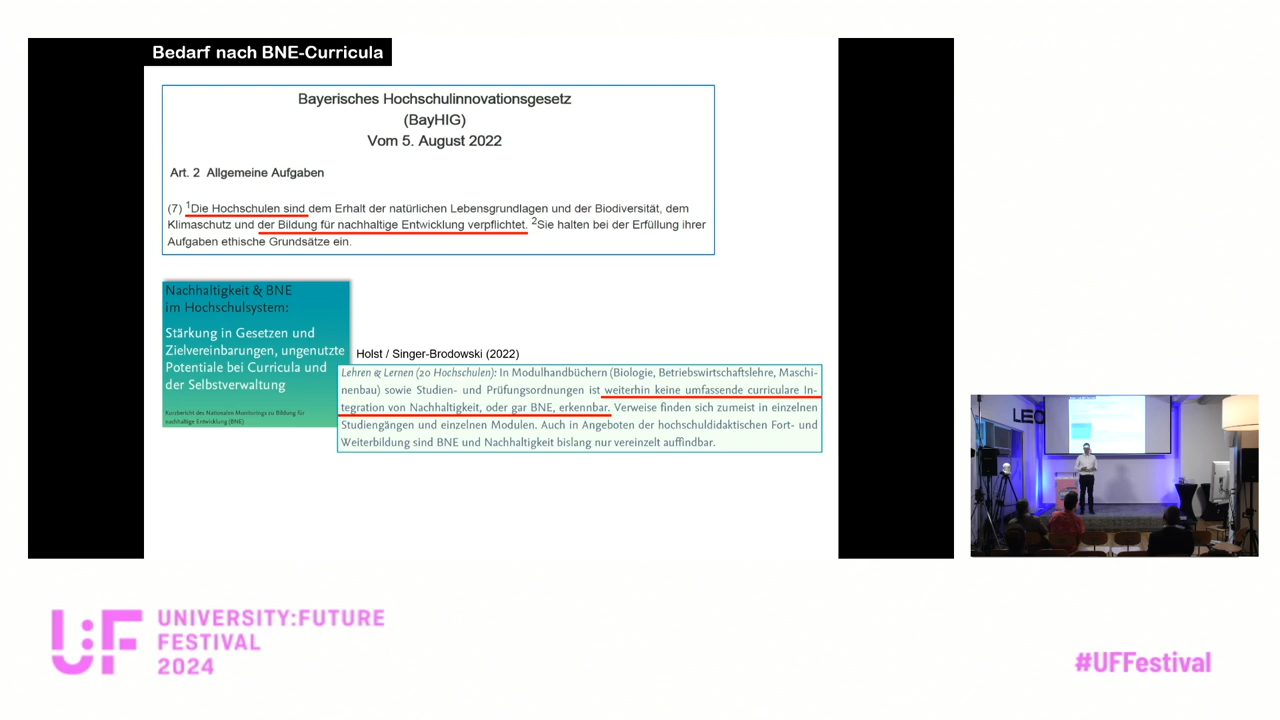 Bedarf nach BNE-Curricula
Bayerisches Hochschulinnovationsgesetz
(BayHIG)
Vom 5. August 2022
Art. 2 Allgemeine Aufgaben
(7) ¹Die Hochschulen sind dem Erhalt der natürlichen Lebensgrundlagen und der Biodiversität, dem
Klimaschutz und der Bildung für nachhaltige Entwicklung verpflichtet. ²Sie halten bei der Erfüllung ihrer
Aufgaben ethische Grundsätze ein.
Nachhaltigkeit & BNE
im Hochschulsystem:
Stärkung in Gesetzen und
Zielvereinbarungen, ungenutzte
Potentiale bei Curricula und
der Selbstverwaltung
Kurzbericht des Nationalen Monitorings zu Bildung für
nachhaltige Entwicklung (BNE)
Holst / Singer-Brodowski (2022)
Lehren & Lernen (20 Hochschulen): In Modulhandbüchern (Biologie, Betriebswirtschaftslehre, Maschi-
nenbau) sowie Studien- und Prüfungsordnungen ist weiterhin keine umfassende curriculare In-
tegration von Nachhaltigkeit, oder gar BNE, erkennbar. Verweise finden sich zumeist in einzelnen
Studiengängen und einzelnen Modulen. Auch in Angeboten der hochschuldidaktischen Fort- und
Weiterbildung sind BNE und Nachhaltigkeit bislang nur vereinzelt auffindbar.
LEO
U:F
UNIVERSITY:FUTURE
FESTIVAL
2024
#UFFestival